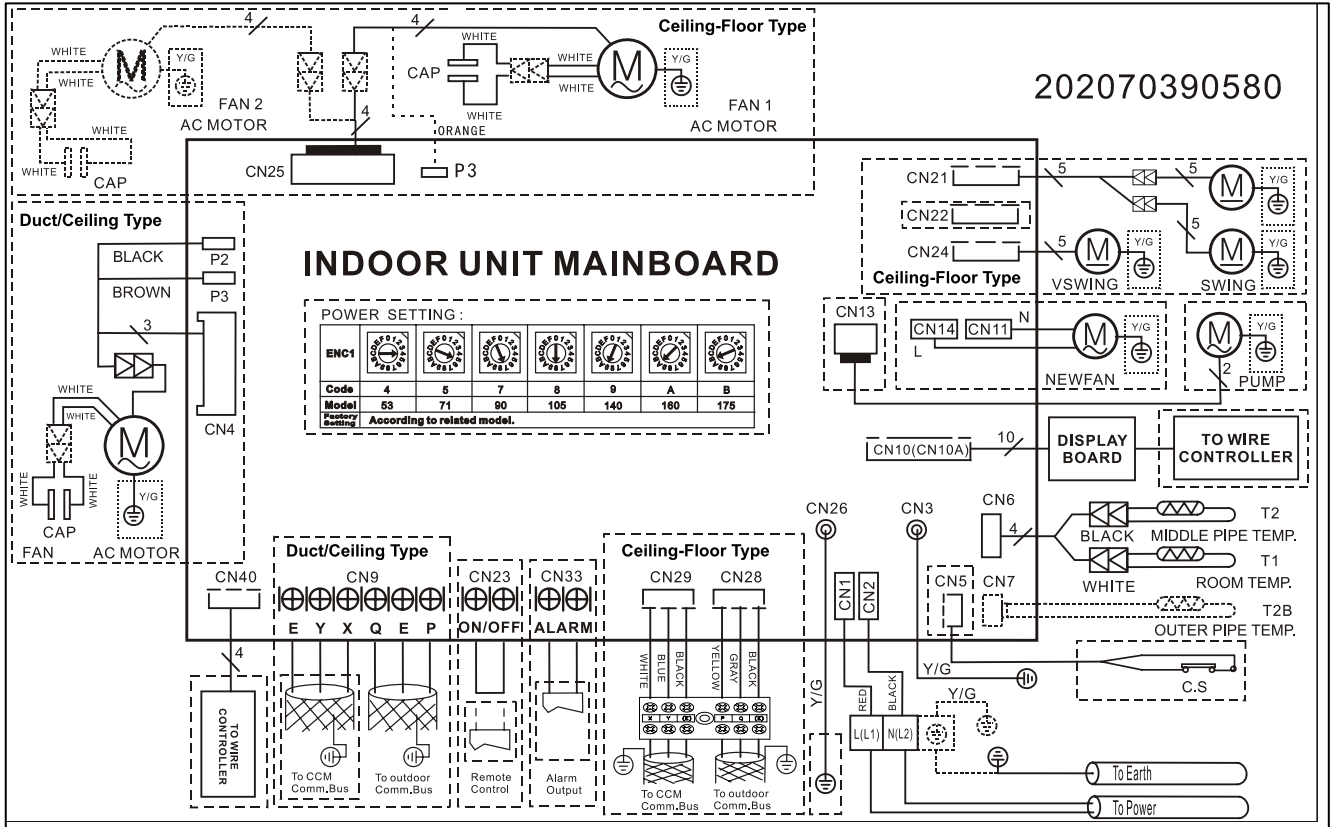 4
4
Ceiling-Floor Type
WHITE
WHITE
Y/G
FAN 2
AC MOTOR
WHITE
WHITE
CAP
4
ORANGE
CN25
P3
CAP
WHITE
WHITE
WHITE
WHITE
Y/G
FAN 1
AC MOTOR
202070390580
Duct/Ceiling Type
BLACK
P2
BROWN
P3
3
CN4
WHITE
WHITE
WHITE
WHITE
CAP
Y/G
FAN
AC MOTOR
INDOOR UNIT MAINBOARD
POWER SETTING :
ENC1
Code 4 5 7 8 9 A B
Model 53 71 90 105 140 160 175
Factory Setting According to related model.
CN21
5
5
Y/G
CN22
5
CN24
5
Y/G
Y/G
Ceiling-Floor Type
VSWING
SWING
CN13
CN14
CN11
N
L
Y/G
NEWFAN
Y/G
2
PUMP
CN10(CN10A)
10
DISPLAY
BOARD
TO WIRE
CONTROLLER
CN26
CN3
CN6
4
BLACK
T2
MIDDLE PIPE TEMP.
WHITE
T1
ROOM TEMP.
CN5
CN7
T2B
OUTER PIPE TEMP.
C.S
CN1
CN2
Y/G
Y/G
RED
BLACK
Y/G
L(L1)
N(L2)
To Earth
To Power
CN40
4
TO WIRE
CONTROLLER
Duct/Ceiling Type
CN9
E Y X Q E P
To CCM
Comm.Bus
To outdoor
Comm.Bus
CN23
ON/OFF
Remote
Control
CN33
ALARM
Alarm
Output
Ceiling-Floor Type
CN29
CN28
WHITE
BLUE
BLACK
YELLOW
GRAY
BLACK
X Y (E) P Q (E)
To CCM
Comm.Bus
To outdoor
Comm.Bus